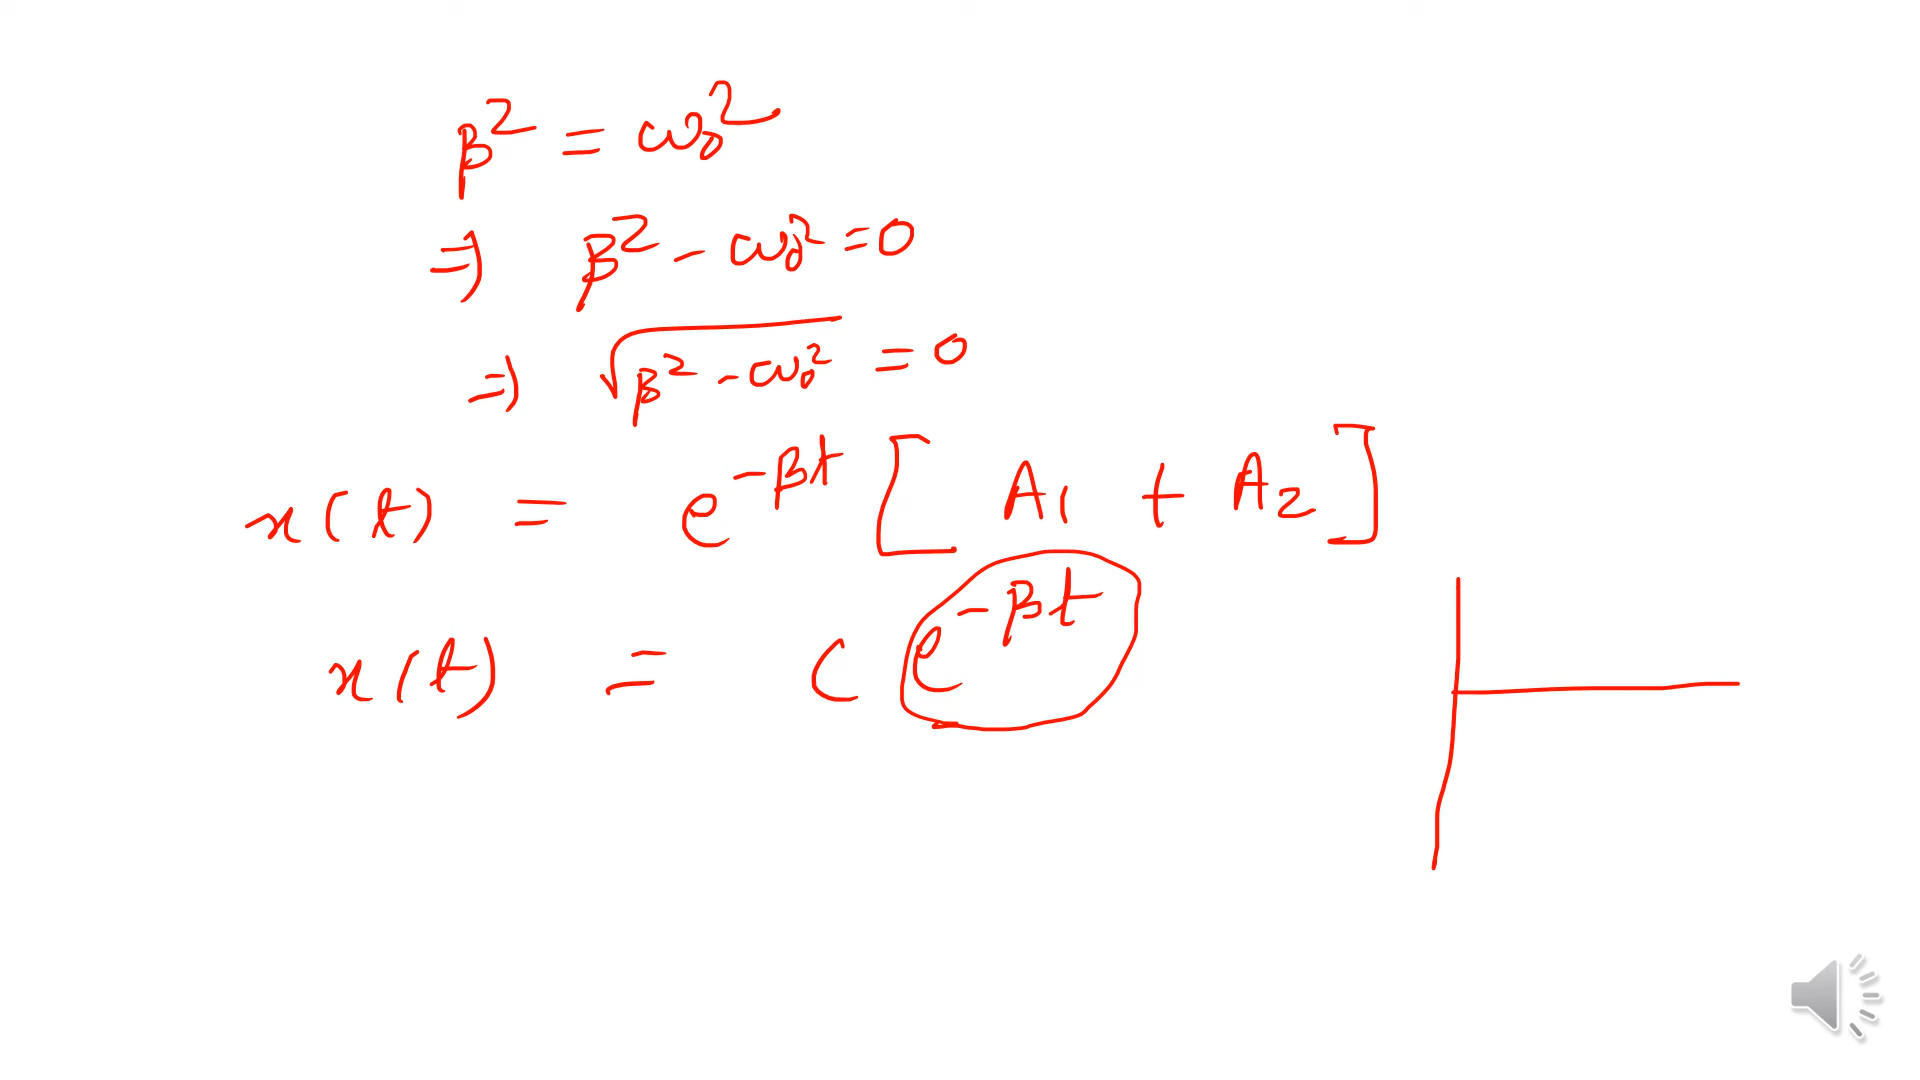 β² = ω₀²
⇒ β² - ω₀² = 0
⇒ √(β² - ω₀²) = 0
x(t) = e^(-βt) [ A₁ + A₂ ]
x(t) = C e^(-βt)